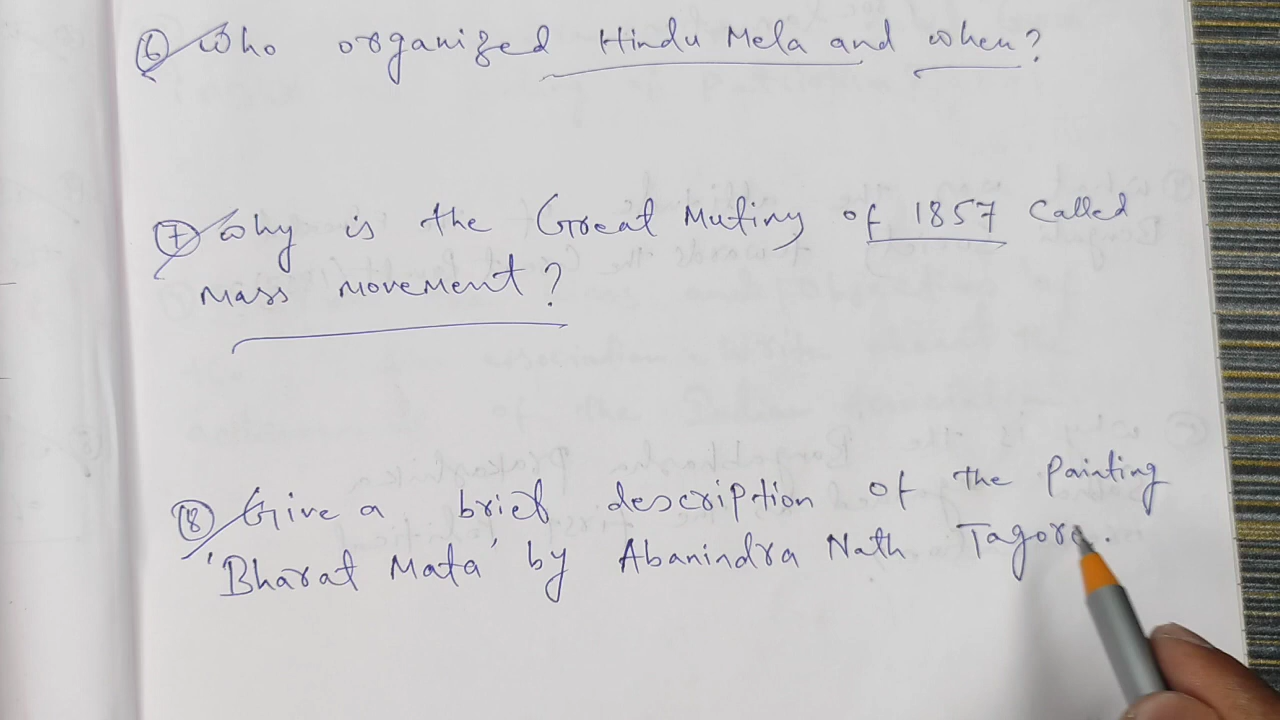 ⑥ Who organized Hindu Mela and when?
⑦ Why is the Great Mutiny of 1857 called
mass movement?
⑧ Give a brief description of the painting
'Bharat Mata' by Abanindra Nath Tagore.